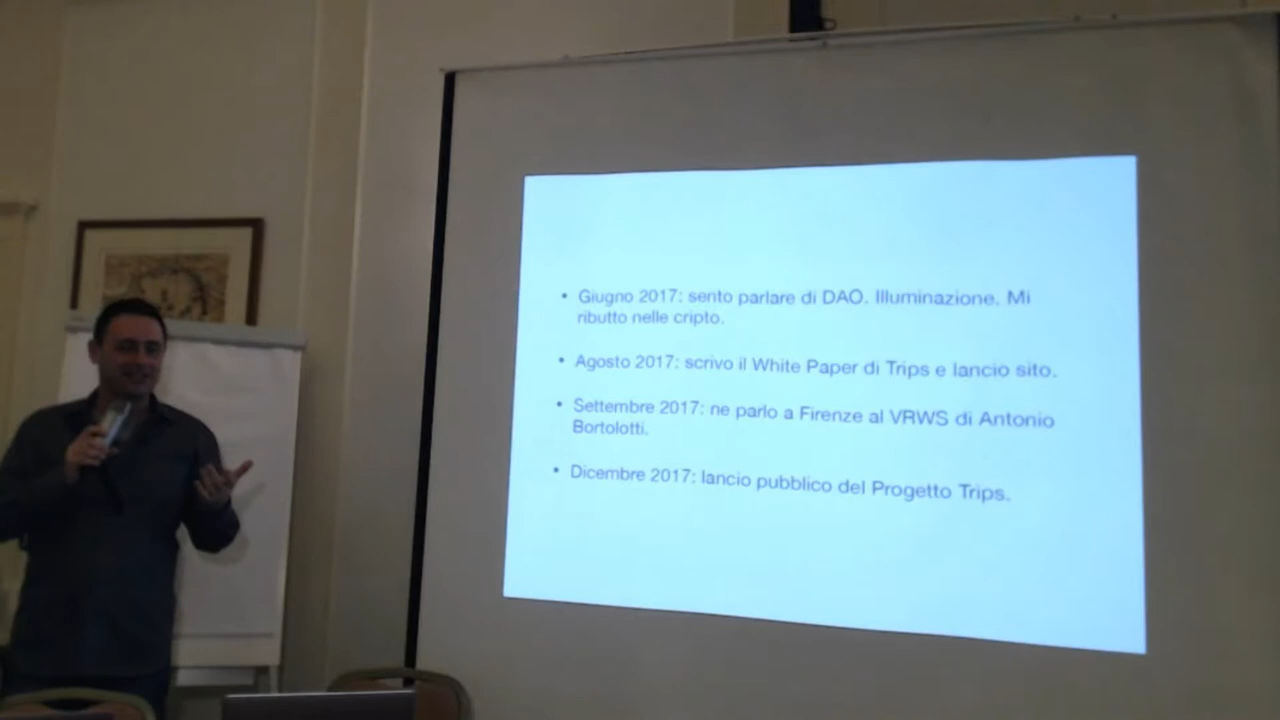 • Giugno 2017: sento parlare di DAO. Illuminazione. Mi
ributto nelle cripto.
• Agosto 2017: scrivo il White Paper di Trips e lancio sito.
• Settembre 2017: ne parlo a Firenze al VRWS di Antonio
Bortolotti.
• Dicembre 2017: lancio pubblico del Progetto Trips.